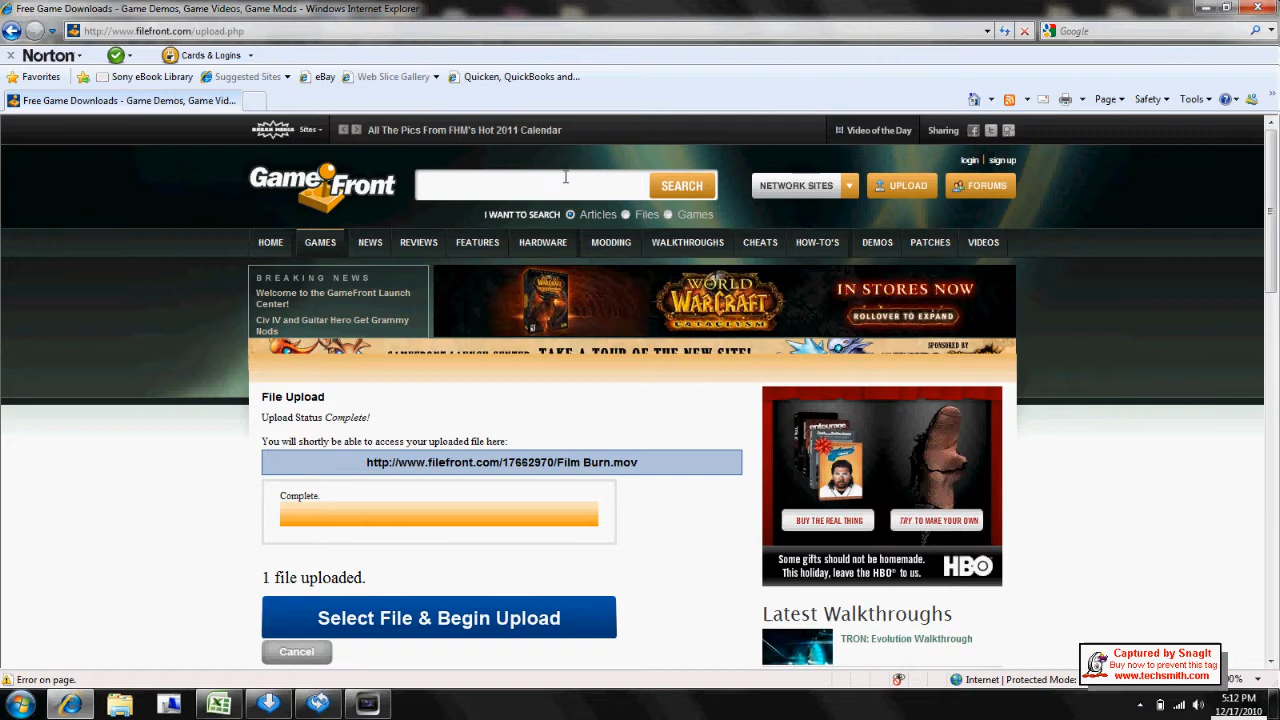 Free Game Downloads - Game Demos, Game Videos, Game Mods - Windows Internet Explorer
http://www.filefront.com/upload.php
Google
x Norton Cards & Logins
Favorites Sony eBook Library Suggested Sites eBay Web Slice Gallery Quicken, QuickBooks and...
Free Game Downloads - Game Demos, Game Vid...
Page Safety Tools
BREAK MEDIA Sites All The Pics From FHM's Hot 2011 Calendar Video of the Day Sharing
login | sign up
GameFront SEARCH NETWORK SITES UPLOAD FORUMS
I WANT TO SEARCH Articles Files Games
HOME GAMES NEWS REVIEWS FEATURES HARDWARE MODDING WALKTHROUGHS CHEATS HOW-TO'S DEMOS PATCHES VIDEOS
BREAKING NEWS
Welcome to the GameFront Launch
Center!
Civ IV and Guitar Hero Get Grammy
Nods
WORLD
WARCRAFT
CATACLYSM
IN STORES NOW
ROLLOVER TO EXPAND
GAMEFRONT LAUNCH CENTER TAKE A TOUR OF THE NEW SITE! SPONSORED BY
File Upload
Upload Status Complete!
You will shortly be able to access your uploaded file here:
http://www.filefront.com/17662970/Film Burn.mov
Complete.
1 file uploaded.
Select File & Begin Upload
Cancel
entourage
BUY THE REAL THING
TRY TO MAKE YOUR OWN
Some gifts should not be homemade.
This holiday, leave the HBO® to us.
HBO
Latest Walkthroughs
TRON: Evolution Walkthrough
Captured by SnagIt
Buy now to prevent this tag
www.techsmith.com
Error on page.
Internet | Protected Mode:
0%
5:12 PM
12/17/2010